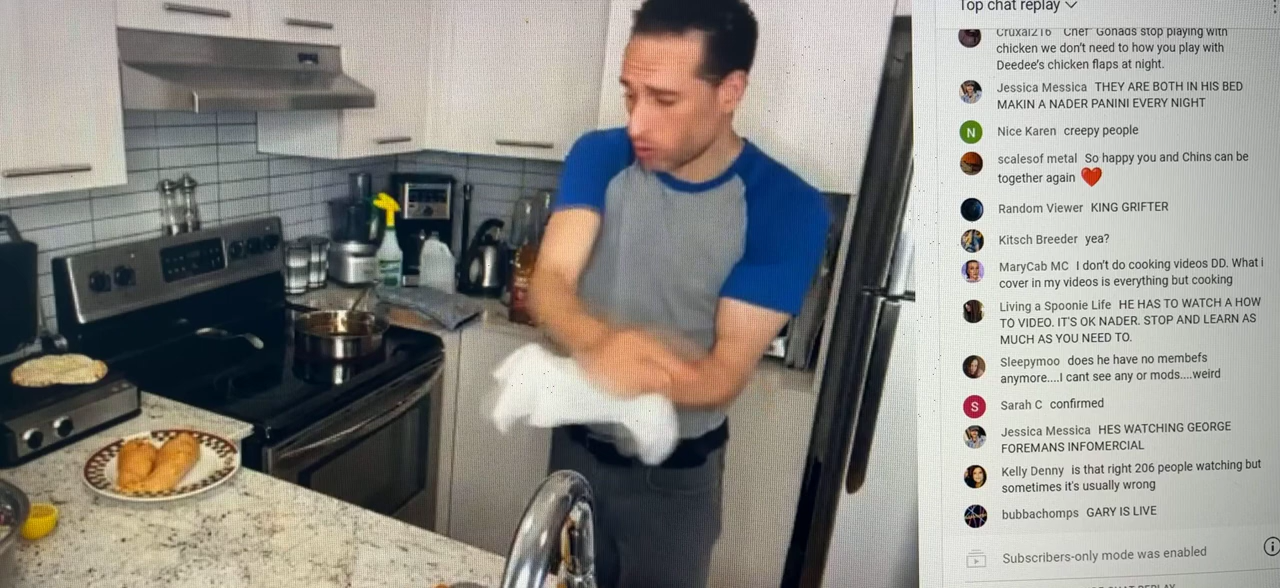 Top chat replay
Cruxal216 Chef Gonads stop playing with
chicken we don't need to how you play with
Deedee's chicken flaps at night.
Jessica Messica THEY ARE BOTH IN HIS BED
MAKIN A NADER PANINI EVERY NIGHT
N
Nice Karen creepy people
scalesof metal So happy you and Chins can be
together again ❤️
Random Viewer KING GRIFTER
Kitsch Breeder yea?
MaryCab MC I don't do cooking videos DD. What i
cover in my videos is everything but cooking
Living a Spoonie Life HE HAS TO WATCH A HOW
TO VIDEO. IT'S OK NADER. STOP AND LEARN AS
MUCH AS YOU NEED TO.
Sleepymoo does he have no membefs
anymore....I cant see any or mods....weird
S
Sarah C confirmed
Jessica Messica HES WATCHING GEORGE
FOREMANS INFOMERCIAL
Kelly Denny is that right 206 people watching but
sometimes it's usually wrong
bubbachomps GARY IS LIVE
Subscribers-only mode was enabled
CHAT REPLAY